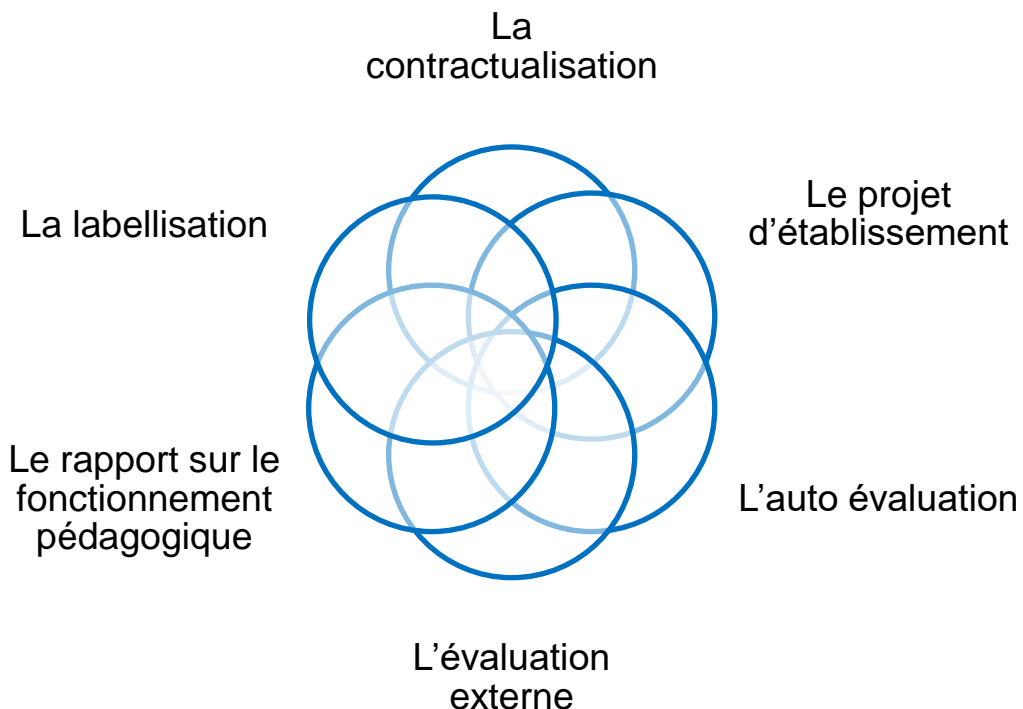 La
contractualisation
Le projet
d’établissement
L’auto évaluation
L’évaluation
externe
Le rapport sur le
fonctionnement
pédagogique
La labellisation